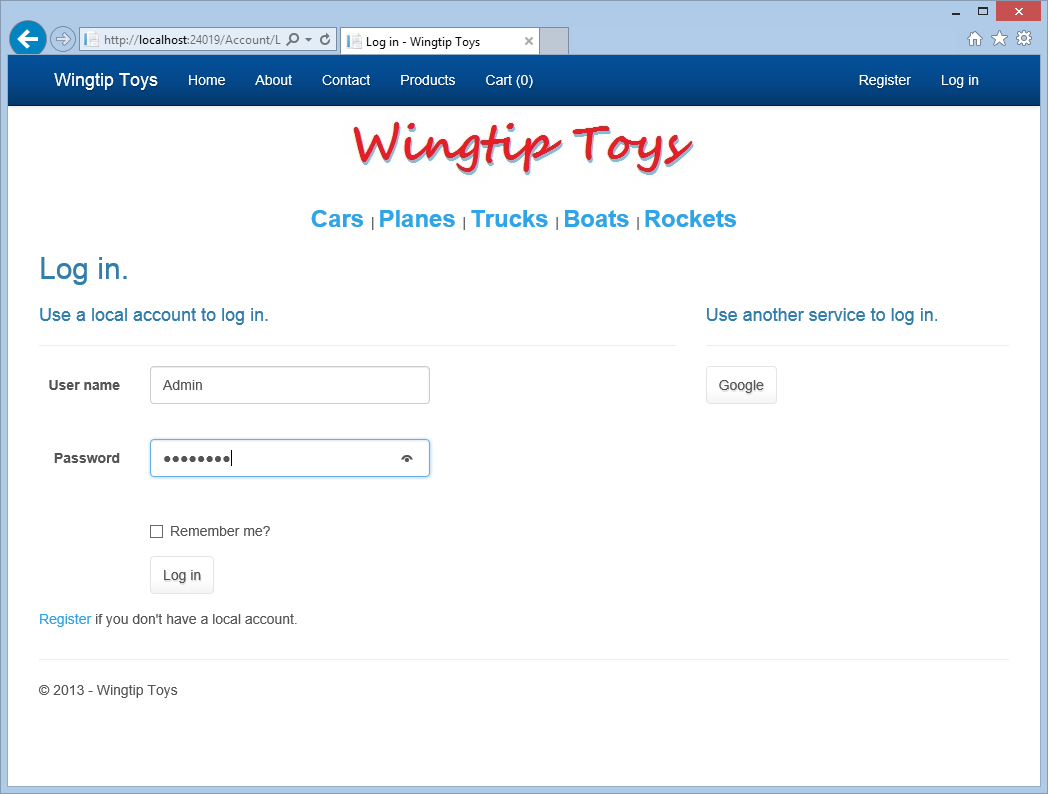 http://localhost:24019/Account/L
Log in - Wingtip Toys
Wingtip Toys Home About Contact Products Cart (0) Register Log in
Wingtip Toys
Cars | Planes | Trucks | Boats | Rockets
Log in.
Use a local account to log in.
Use another service to log in.
User name Admin
Google
Password ●●●●●●●●
Remember me?
Log in
Register if you don't have a local account.
© 2013 - Wingtip Toys